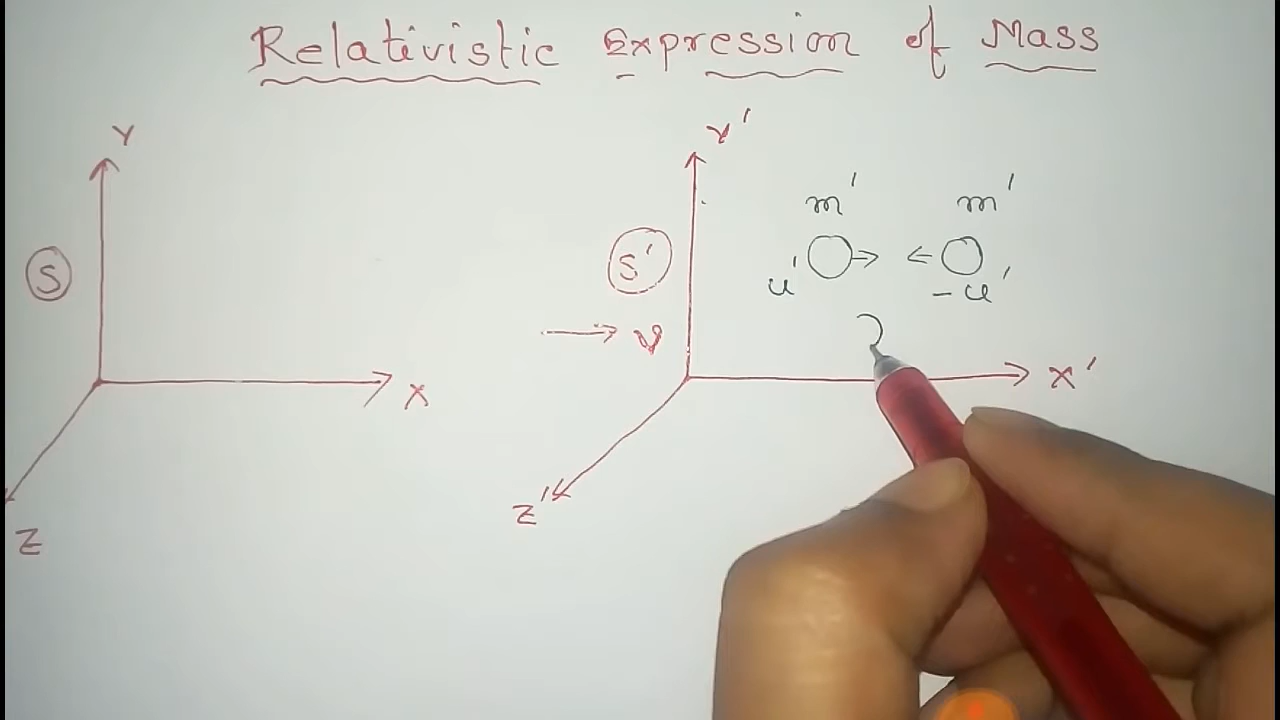 Relativistic Expression of Mass
Y
Y'
m' m'
S
S'
u' -u'
v
X
X'
Z'
Z